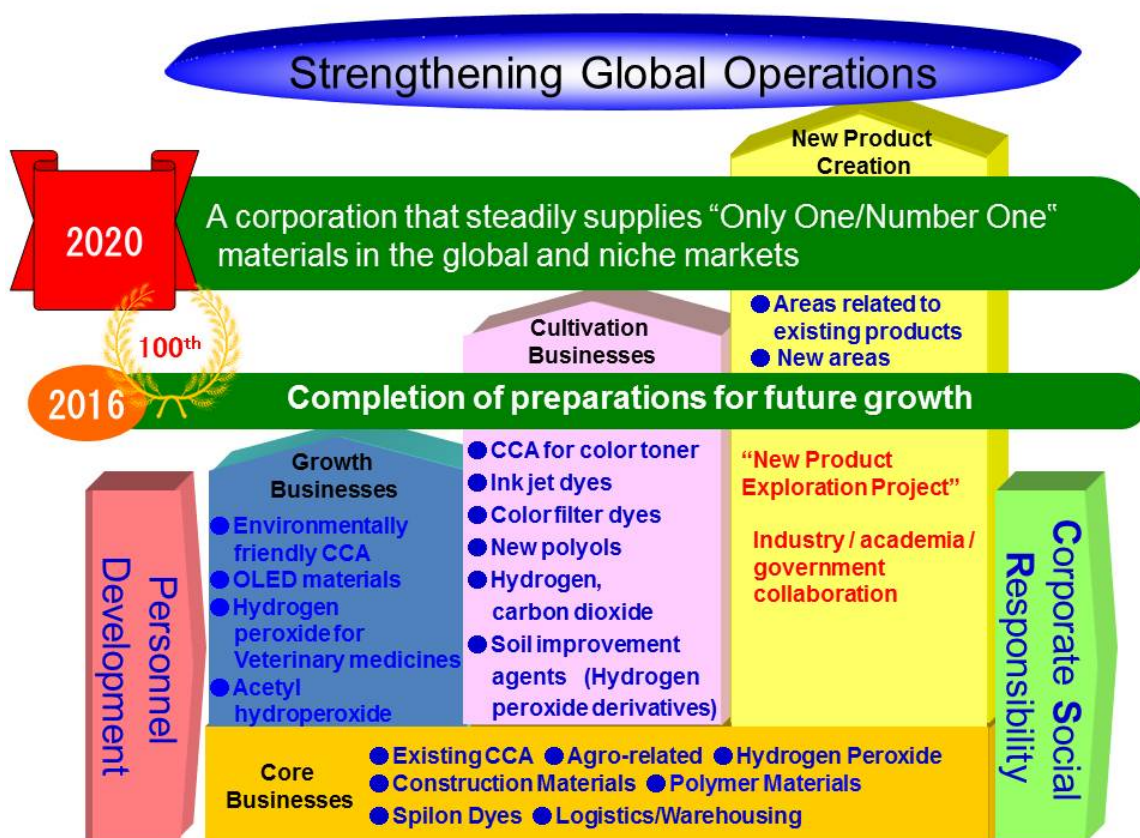 Strengthening Global Operations
New Product
Creation
2020
A corporation that steadily supplies “Only One/Number One‟
materials in the global and niche markets
●Areas related to
existing products
●New areas
Cultivation
Businesses
100th
2016
Completion of preparations for future growth
Growth
Businesses
●Environmentally
friendly CCA
●OLED materials
●Hydrogen
peroxide for
Veterinary medicines
●Acetyl
hydroperoxide
●CCA for color toner
●Ink jet dyes
●Color filter dyes
●New polyols
●Hydrogen,
carbon dioxide
●Soil improvement
agents (Hydrogen
peroxide derivatives)
“New Product
Exploration Project”
Industry / academia /
government
collaboration
Personnel
Development
Corporate Social
Responsibility
Core
Businesses
●Existing CCA ●Agro-related ●Hydrogen Peroxide
●Construction Materials ●Polymer Materials
●Spilon Dyes ●Logistics/Warehousing